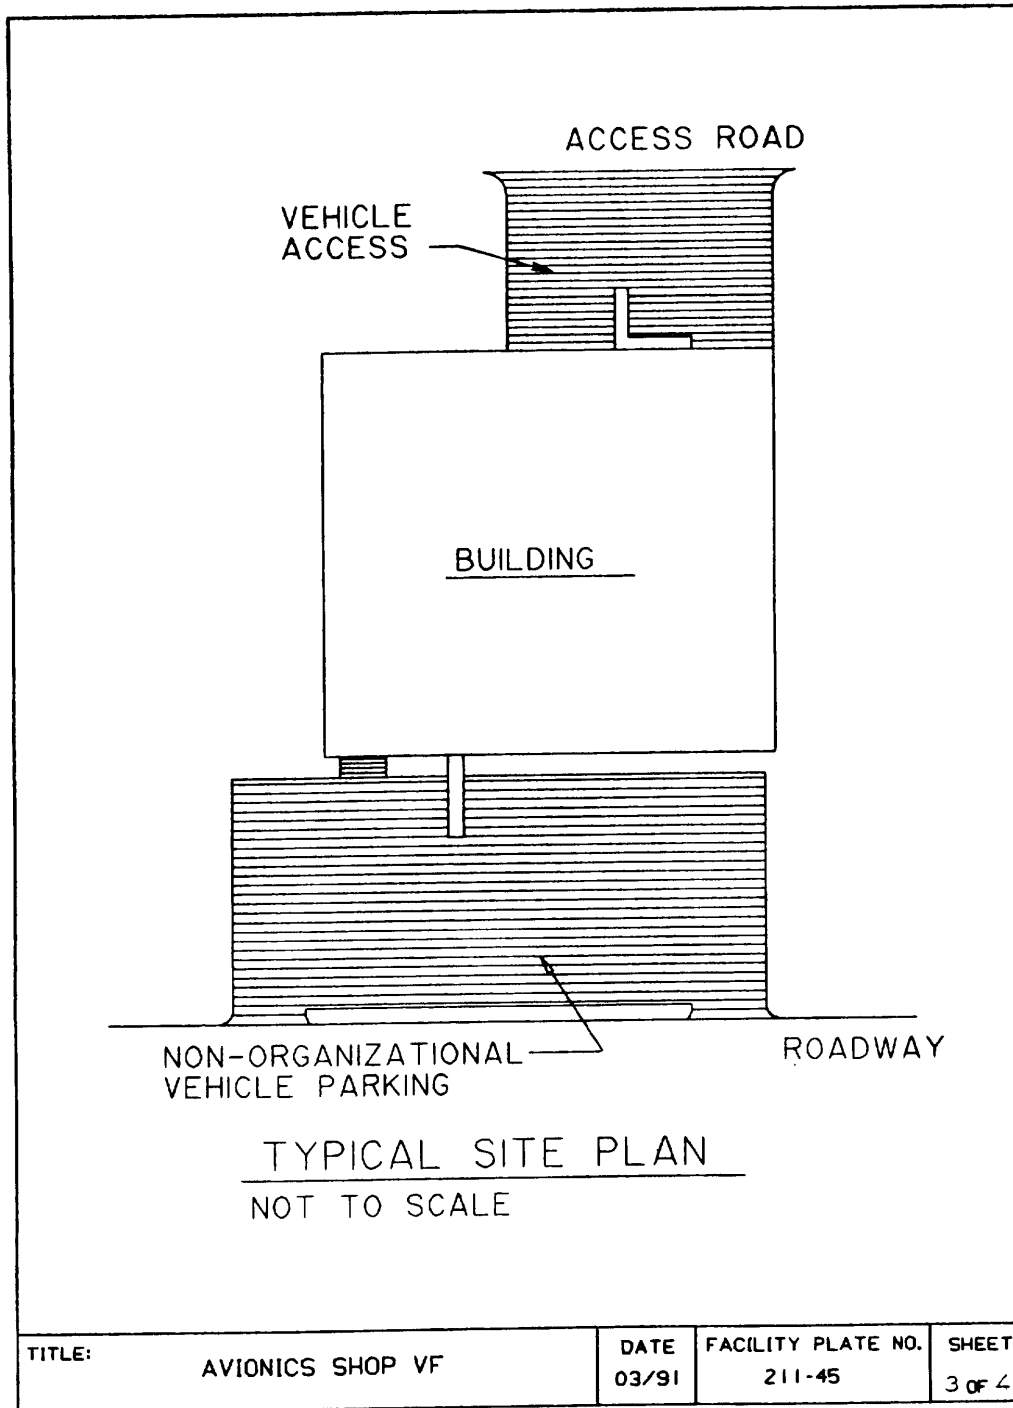 ACCESS ROAD
VEHICLE
ACCESS
BUILDING
NON-ORGANIZATIONAL
VEHICLE PARKING
ROADWAY
TYPICAL SITE PLAN
NOT TO SCALE
TITLE:
AVIONICS SHOP VF
DATE
03/91
FACILITY PLATE NO.
211-45
SHEET
3 OF